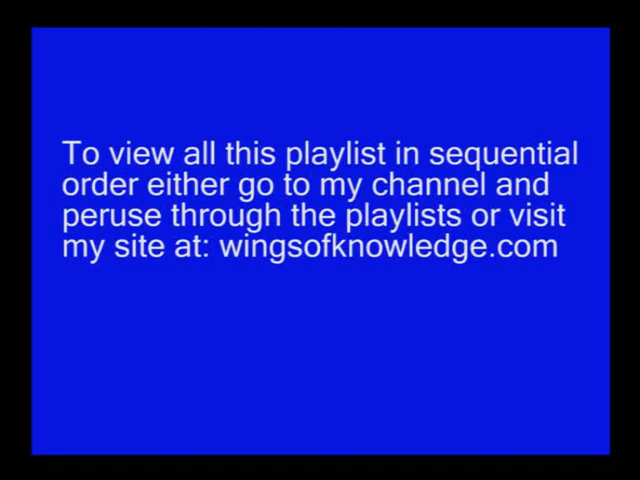 To view all this playlist in sequential
order either go to my channel and
peruse through the playlists or visit
my site at: wingsofknowledge.com